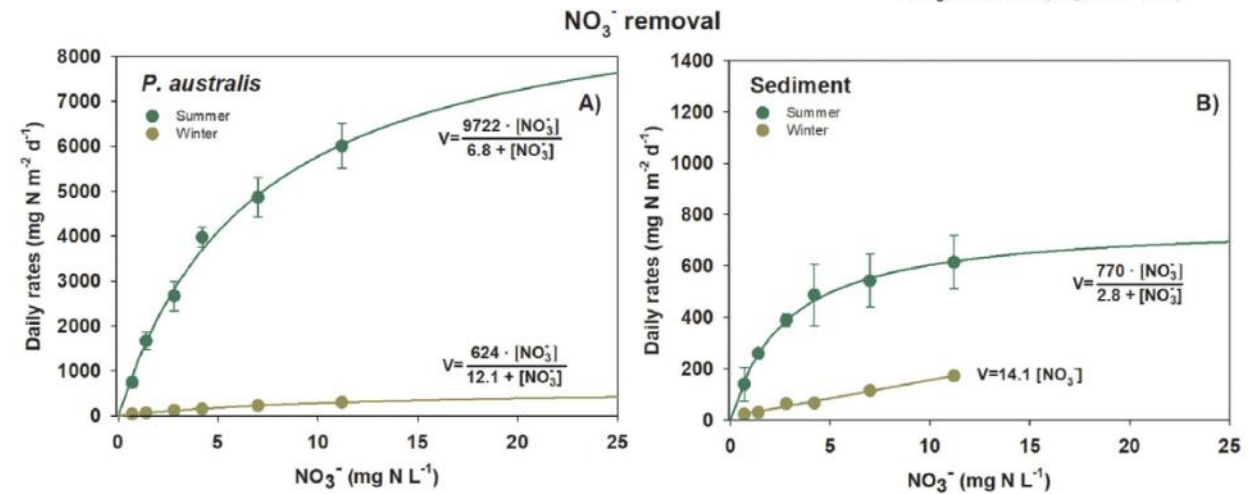 NO₃⁻ removal
P. australis
Summer
Winter
A)
V= 9722 · [NO₃⁻] / 6.8 + [NO₃⁻]
V= 624 · [NO₃⁻] / 12.1 + [NO₃⁻]
Daily rates (mg N m⁻² d⁻¹)
8000
7000
6000
5000
4000
3000
2000
1000
0
0 5 10 15 20 25
NO₃⁻ (mg N L⁻¹)
Sediment
Summer
Winter
B)
V= 770 · [NO₃⁻] / 2.8 + [NO₃⁻]
V=14.1 [NO₃⁻]
Daily rates (mg N m⁻² d⁻¹)
1400
1200
1000
800
600
400
200
0
0 5 10 15 20 25
NO₃⁻ (mg N L⁻¹)